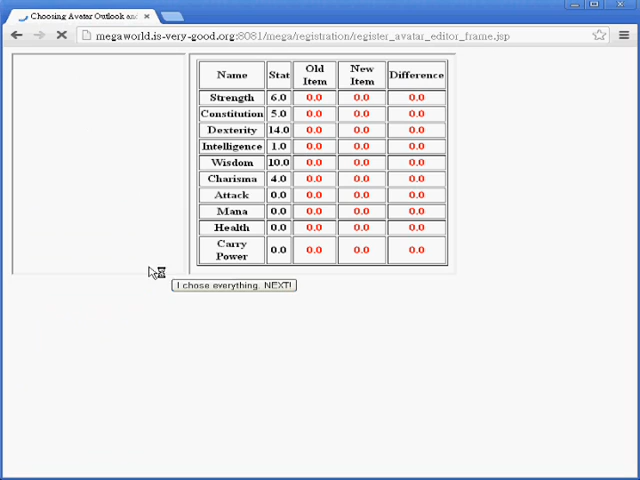 Choosing Avatar Outlook and
megaworld.is-very-good.org:8081/mega/registration/register_avatar_editor_frame.jsp
Name Stat Old Item New Item Difference
Strength 6.0 0.0 0.0 0.0
Constitution 5.0 0.0 0.0 0.0
Dexterity 14.0 0.0 0.0 0.0
Intelligence 1.0 0.0 0.0 0.0
Wisdom 10.0 0.0 0.0 0.0
Charisma 4.0 0.0 0.0 0.0
Attack 0.0 0.0 0.0 0.0
Mana 0.0 0.0 0.0 0.0
Health 0.0 0.0 0.0 0.0
Carry Power 0.0 0.0 0.0 0.0
I chose everything. NEXT!